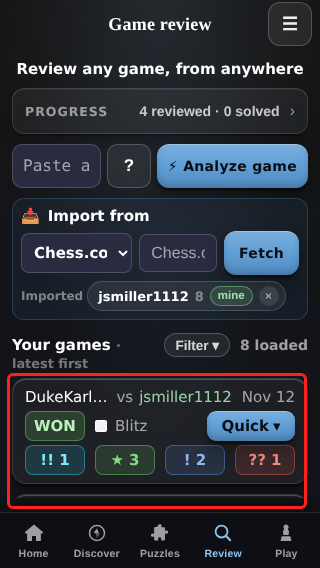 Game review
☰
Review any game, from anywhere
PROGRESS 4 reviewed · 0 solved ›
Paste a ? ⚡ Analyze game
📥 Import from
Chess.co Chess.c Fetch
Imported jsmiller1112 8 mine ×
Your games · Filter ▾ 8 loaded
latest first
DukeKarl... vs jsmiller1112 Nov 12
WON Blitz Quick ▾
!! 1 ★ 3 ! 2 ?? 1
Home Discover Puzzles Review Play